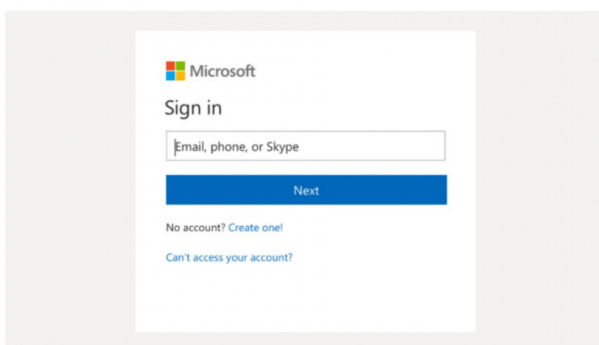 Microsoft
Sign in
Email, phone, or Skype
Next
No account? Create one!
Can't access your account?